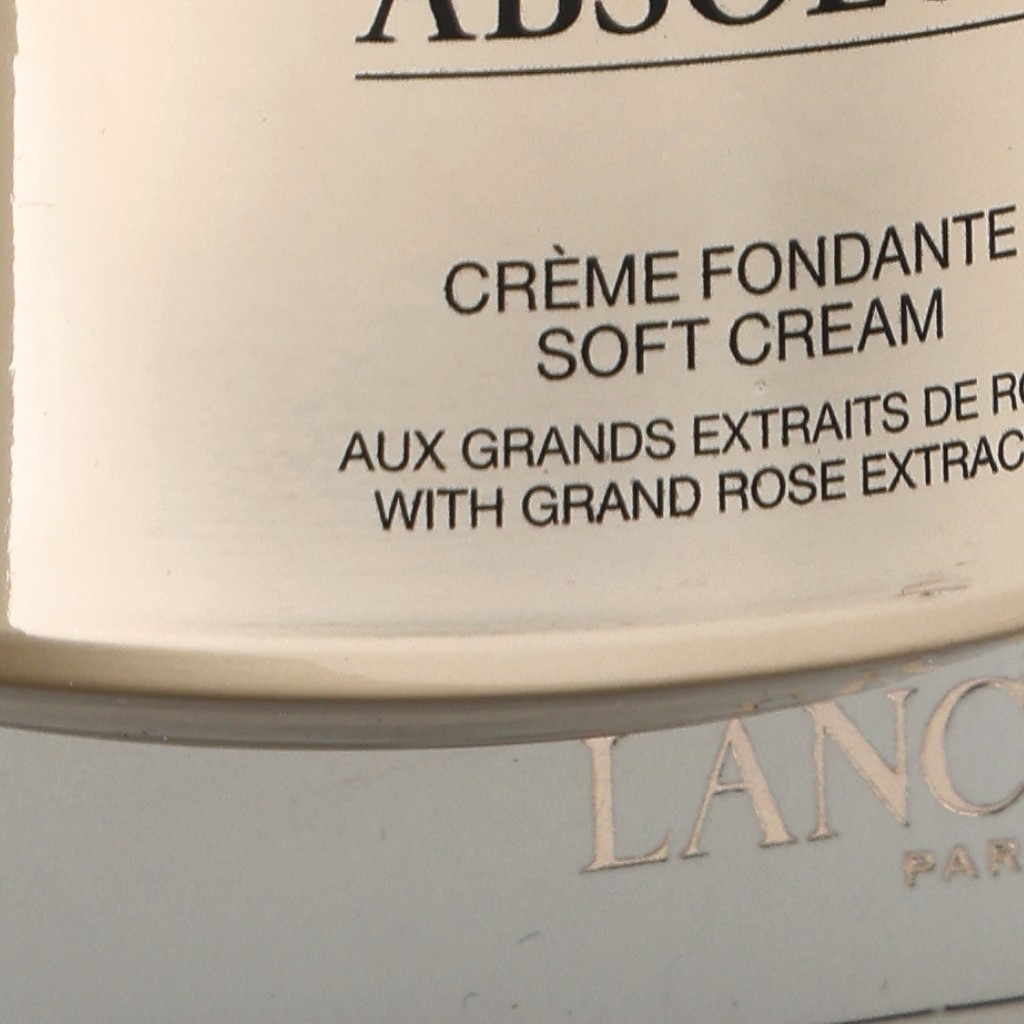 CRÈME FONDANTE
SOFT CREAM
AUX GRANDS EXTRAITS DE
WITH GRAND ROSE